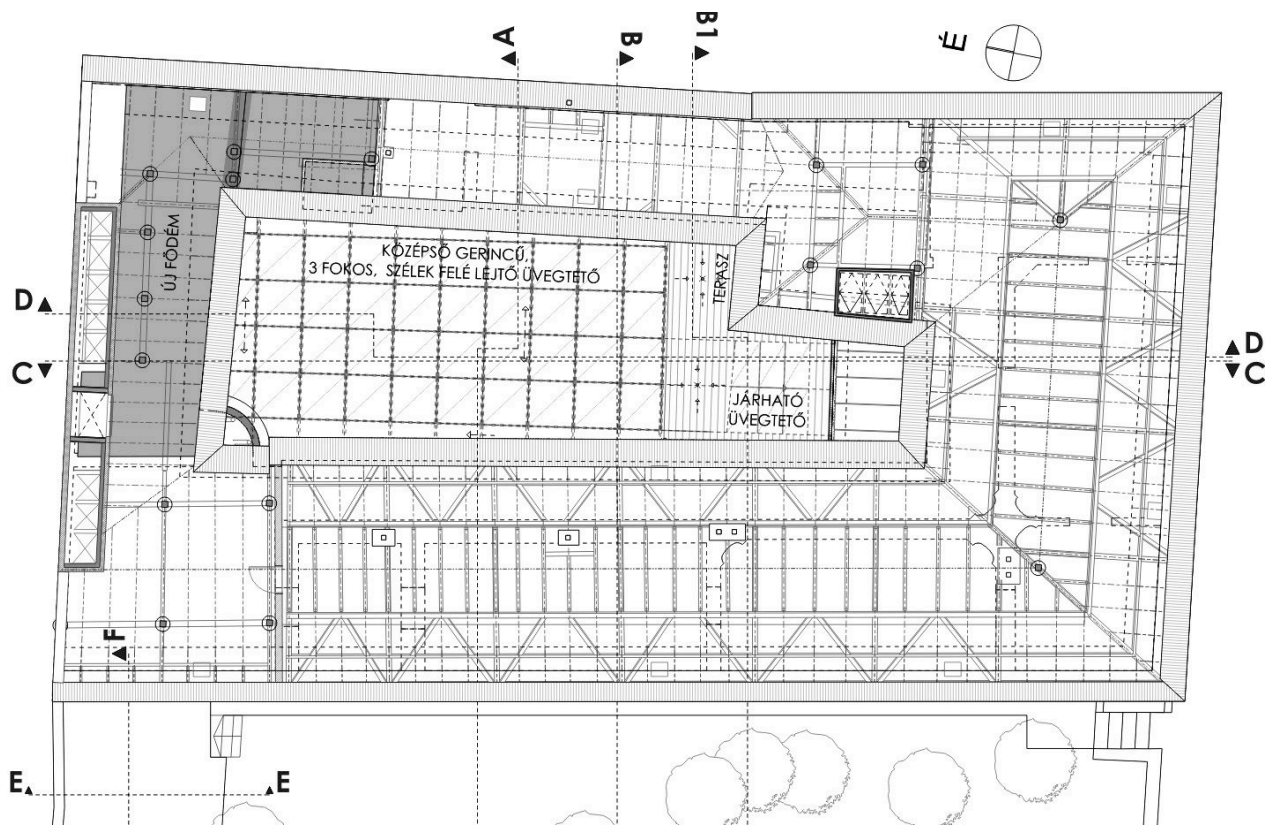 A
B
B1
É
ÚJ FÖDÉM
KÖZÉPSŐ GERINCŰ,
3 FOKOS, SZÉLEK FELÉ LEJTŐ ÜVEGTETŐ
TERASZ
D
C
D
C
JÁRHATÓ
ÜVEGTETŐ
F
E
E